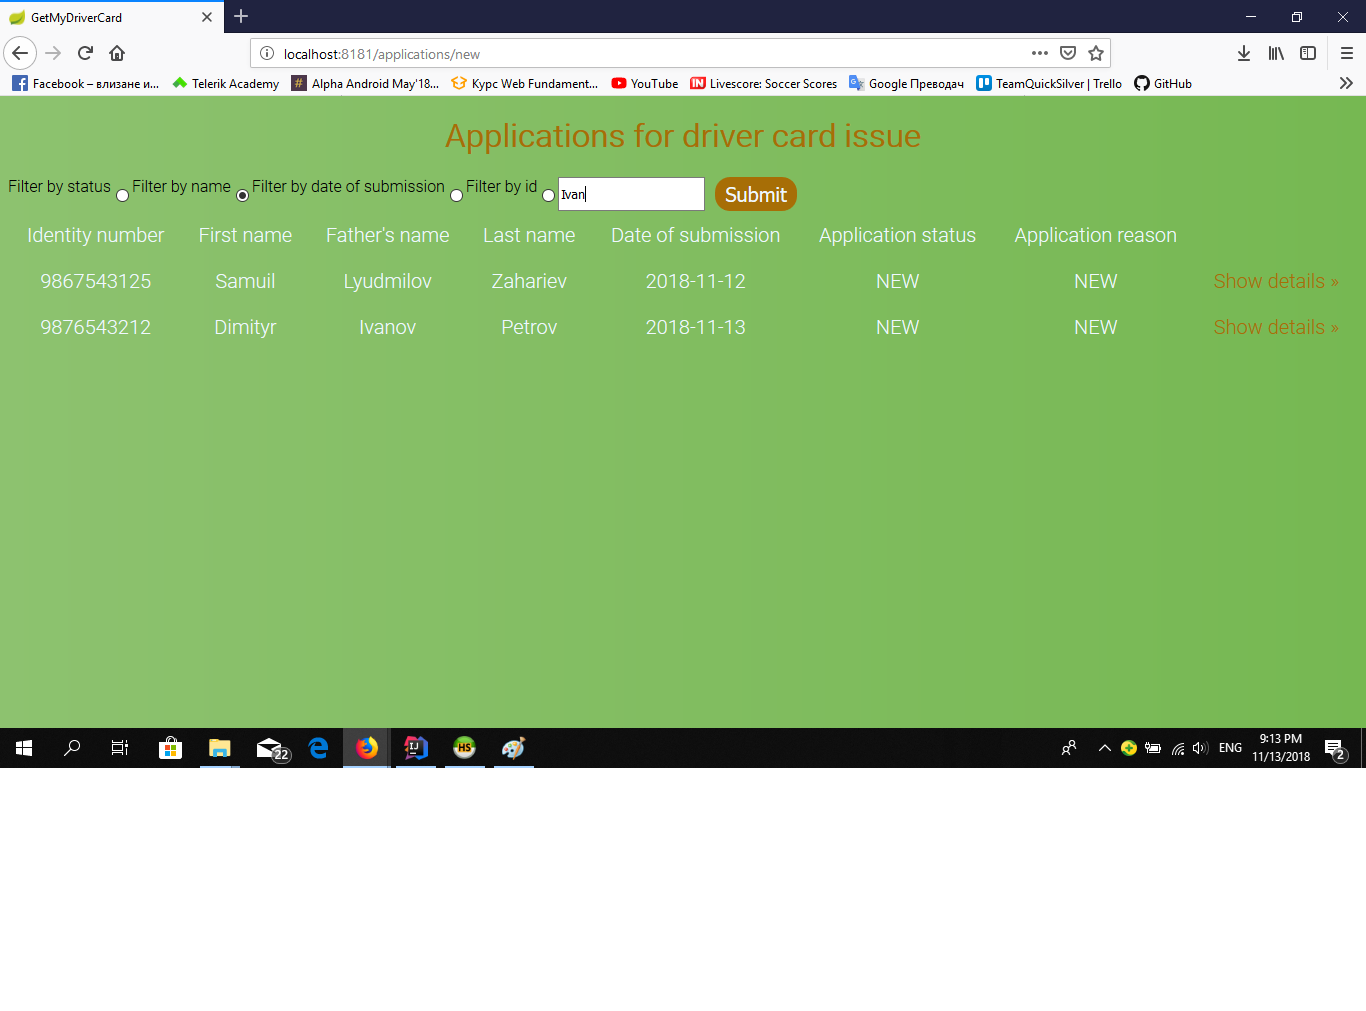 GetMyDriverCard
localhost:8181/applications/new
Facebook – влизане и... Telerik Academy Alpha Android May'18... Курс Web Fundament... YouTube Livescore: Soccer Scores Google Преводач TeamQuickSilver | Trello GitHub
Applications for driver card issue
Filter by status Filter by name Filter by date of submission Filter by id Ivan Submit
Identity number First name Father's name Last name Date of submission Application status Application reason
9867543125 Samuil Lyudmilov Zahariev 2018-11-12 NEW NEW Show details »
9876543212 Dimityr Ivanov Petrov 2018-11-13 NEW NEW Show details »
22 IJ HS ENG 9:13 PM
11/13/2018 2